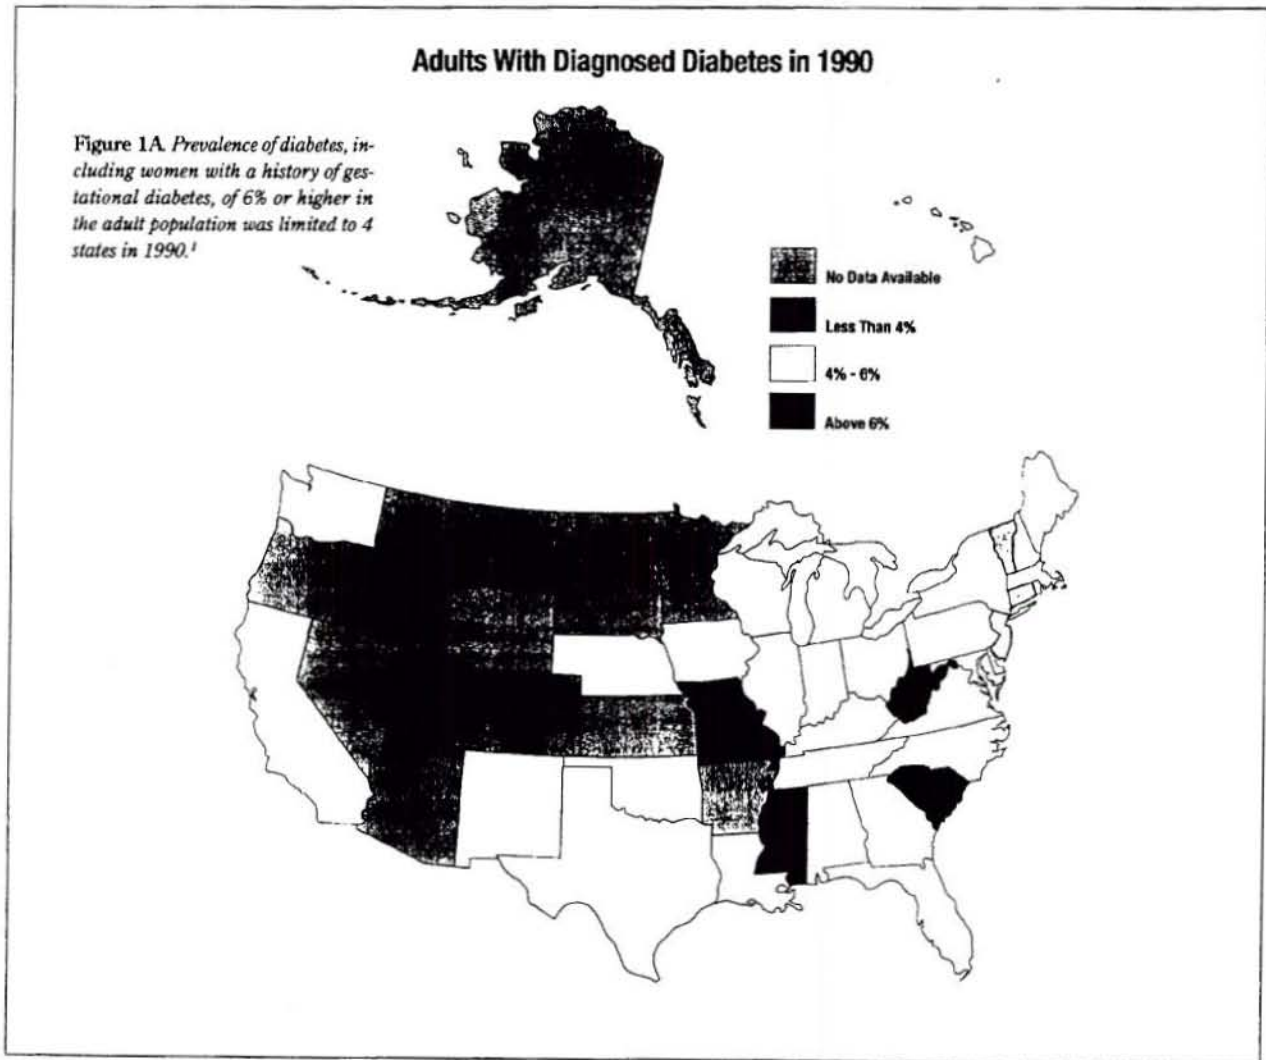 Adults With Diagnosed Diabetes in 1990
Figure 1A. Prevalence of diabetes, in-
cluding women with a history of ges-
tational diabetes, of 6% or higher in
the adult population was limited to 4
states in 1990.¹
No Data Available
Less Than 4%
4% - 6%
Above 6%